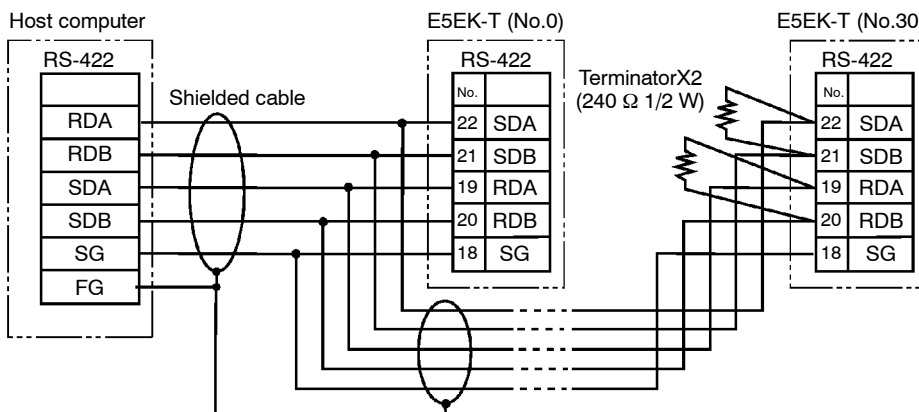 Host computer
E5EK-T (No.0)
E5EK-T (No.30
RS-422
RS-422
RS-422
Shielded cable
TerminatorX2
(240 Ω 1/2 W)
RDA
RDB
SDA
SDB
SG
FG
No.
22 SDA
21 SDB
19 RDA
20 RDB
18 SG
No.
22 SDA
21 SDB
19 RDA
20 RDB
18 SG